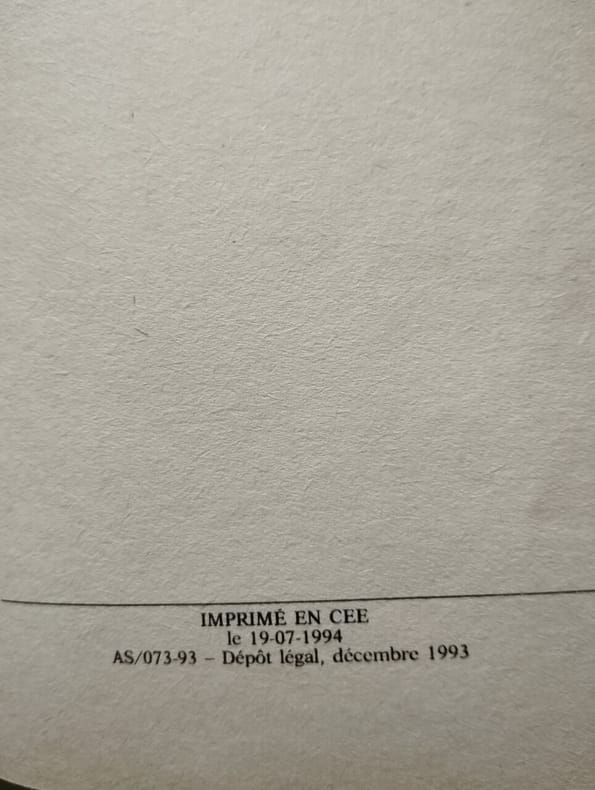 IMPRIMÉ EN CEE
le 19-07-1994
AS/073-93 – Dépôt légal, décembre 1993